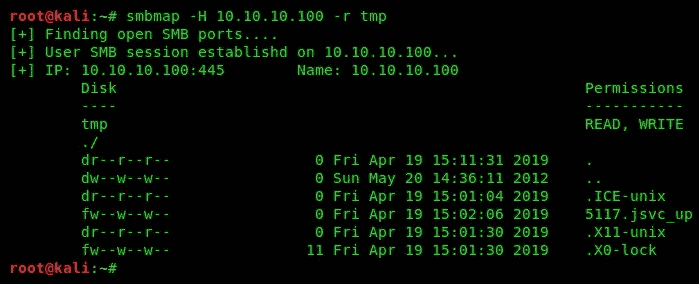 root@kali:~# smbmap -H 10.10.10.100 -r tmp
[+] Finding open SMB ports....
[+] User SMB session establishd on 10.10.10.100...
[+] IP: 10.10.10.100:445        Name: 10.10.10.100
        Disk                                                    Permissions
        ----                                                    -----------
        tmp                                                     READ, WRITE
        ./
        dr--r--r--                0 Fri Apr 19 15:11:31 2019    .
        dw--w--w--                0 Sun May 20 14:36:11 2012    ..
        dr--r--r--                0 Fri Apr 19 15:01:04 2019    .ICE-unix
        fw--w--w--                0 Fri Apr 19 15:02:06 2019    5117.jsvc_up
        dr--r--r--                0 Fri Apr 19 15:01:30 2019    .X11-unix
        fw--w--w--               11 Fri Apr 19 15:01:30 2019    .X0-lock
root@kali:~#